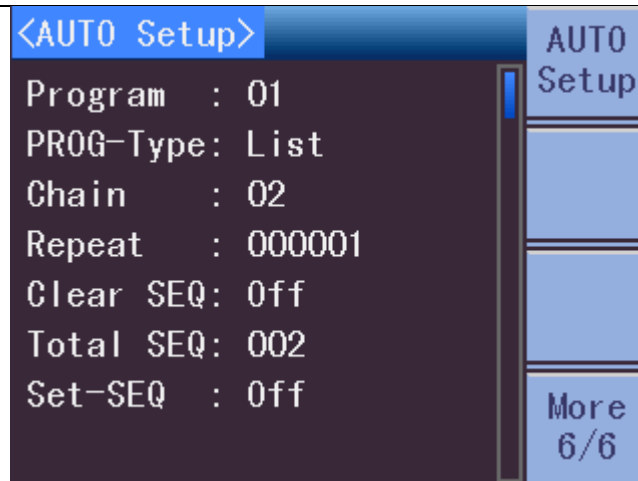 <AUTO Setup>
Program : 01
PROG-Type: List
Chain : 02
Repeat : 000001
Clear SEQ: Off
Total SEQ: 002
Set-SEQ : Off
AUTO
Setup
More
6/6